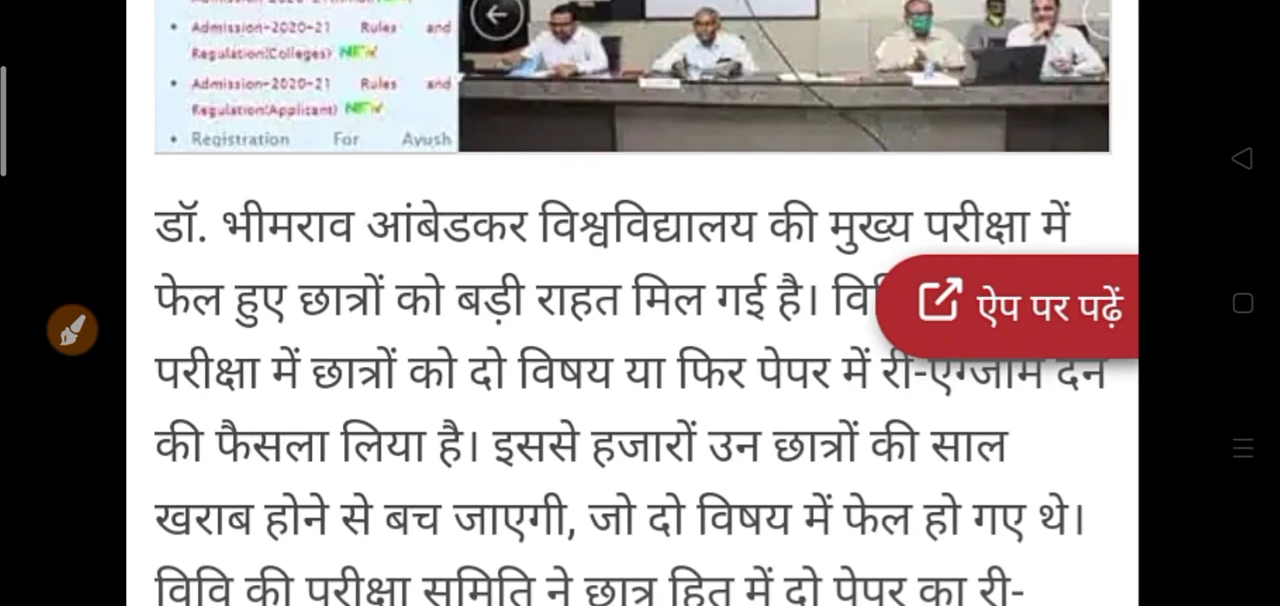 Admission-2020-21 Rules and
Regulation(Colleges) NEW
Admission-2020-21 Rules and
Regulation(Applicant) NEW
Registration For Ayush
डॉ. भीमराव आंबेडकर विश्वविद्यालय की मुख्य परीक्षा में
फेल हुए छात्रों को बड़ी राहत मिल गई है।
ऐप पर पढ़ें
परीक्षा में छात्रों को दो विषय या फिर पेपर में री-एग्जाम देने
की फैसला लिया है। इससे हजारों उन छात्रों की साल
खराब होने से बच जाएगी, जो दो विषय में फेल हो गए थे।
विवि की परीक्षा समिति ने छात्र हित में दो पेपर का री-